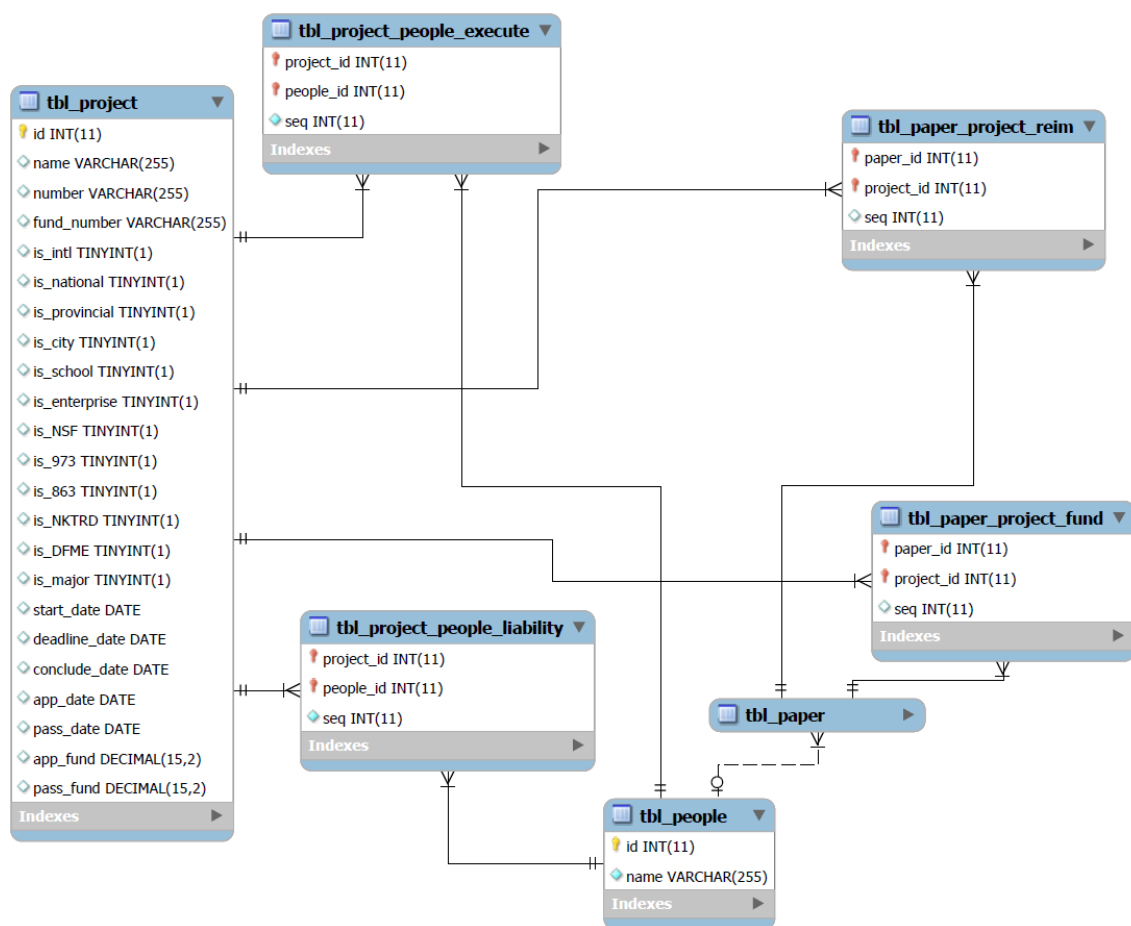 tbl_project_people_execute
project_id INT(11)
people_id INT(11)
seq INT(11)
Indexes
tbl_project
id INT(11)
name VARCHAR(255)
number VARCHAR(255)
fund_number VARCHAR(255)
is_intl TINYINT(1)
is_national TINYINT(1)
is_provincial TINYINT(1)
is_city TINYINT(1)
is_school TINYINT(1)
is_enterprise TINYINT(1)
is_NSF TINYINT(1)
is_973 TINYINT(1)
is_863 TINYINT(1)
is_NKTRD TINYINT(1)
is_DFME TINYINT(1)
is_major TINYINT(1)
start_date DATE
deadline_date DATE
conclude_date DATE
app_date DATE
pass_date DATE
app_fund DECIMAL(15,2)
pass_fund DECIMAL(15,2)
Indexes
tbl_paper_project_reim
paper_id INT(11)
project_id INT(11)
seq INT(11)
Indexes
tbl_paper_project_fund
paper_id INT(11)
project_id INT(11)
seq INT(11)
Indexes
tbl_project_people_liability
project_id INT(11)
people_id INT(11)
seq INT(11)
Indexes
tbl_paper
tbl_people
id INT(11)
name VARCHAR(255)
Indexes